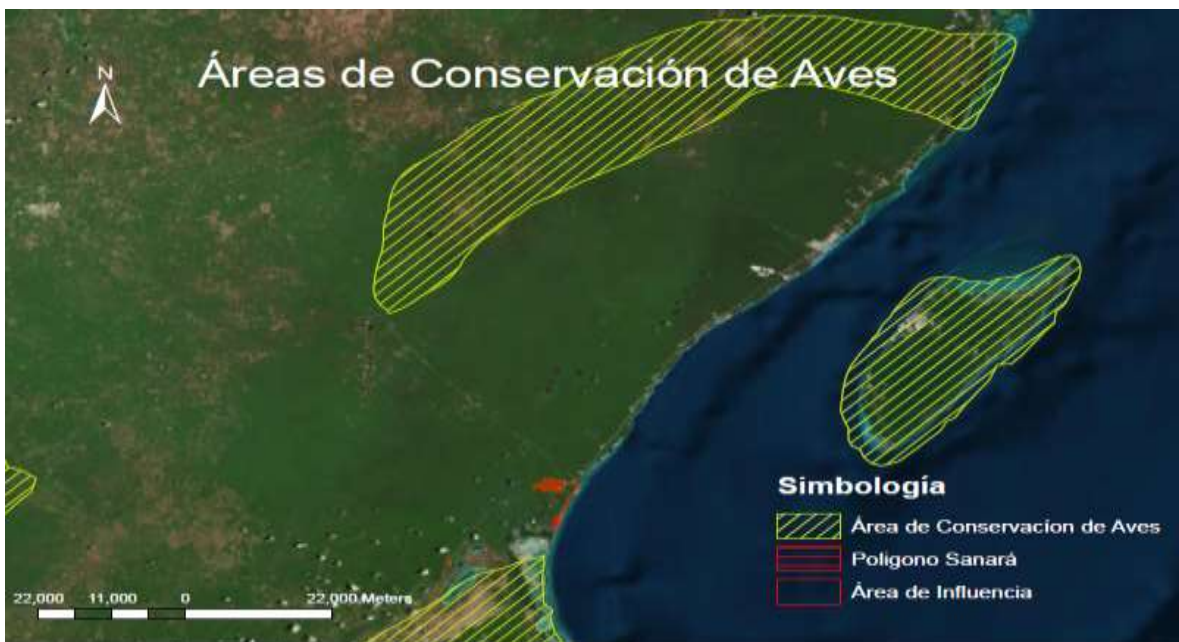 N
Áreas de Conservación de Aves
Simbología
Área de Conservacion de Aves
Polígono Sanará
Área de Influencia
22,000 11,000 0 22,000 Meters